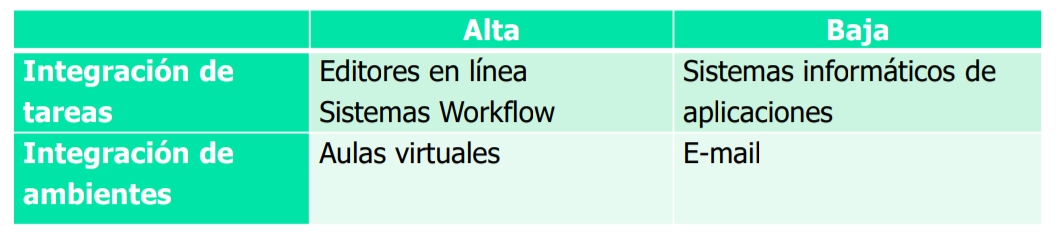 Alta Baja
Integración de tareas Editores en línea Sistemas informáticos de
Sistemas Workflow aplicaciones
Integración de ambientes Aulas virtuales E-mail